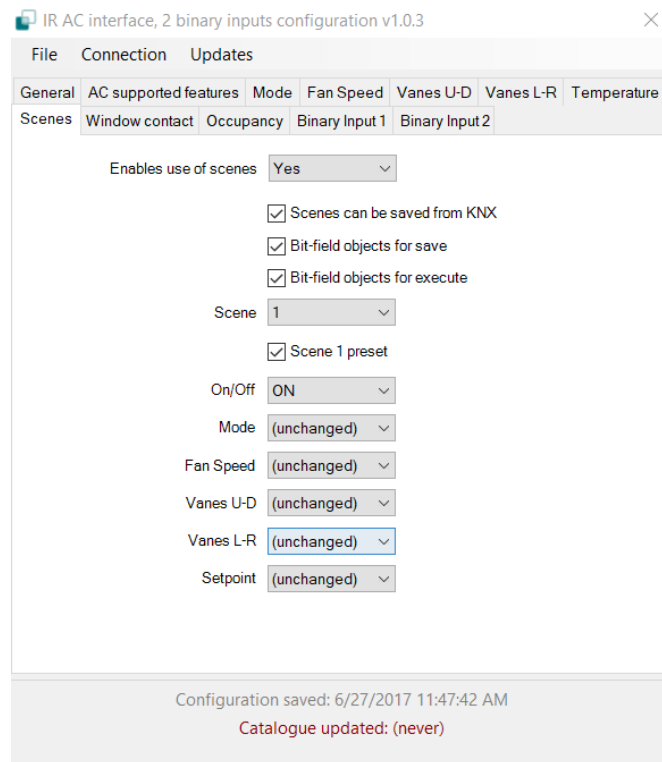 IR AC interface, 2 binary inputs configuration v1.0.3
File Connection Updates
General AC supported features Mode Fan Speed Vanes U-D Vanes L-R Temperature
Scenes Window contact Occupancy Binary Input 1 Binary Input 2
Enables use of scenes Yes
Scenes can be saved from KNX
Bit-field objects for save
Bit-field objects for execute
Scene 1
Scene 1 preset
On/Off ON
Mode (unchanged)
Fan Speed (unchanged)
Vanes U-D (unchanged)
Vanes L-R (unchanged)
Setpoint (unchanged)
Configuration saved: 6/27/2017 11:47:42 AM
Catalogue updated: (never)